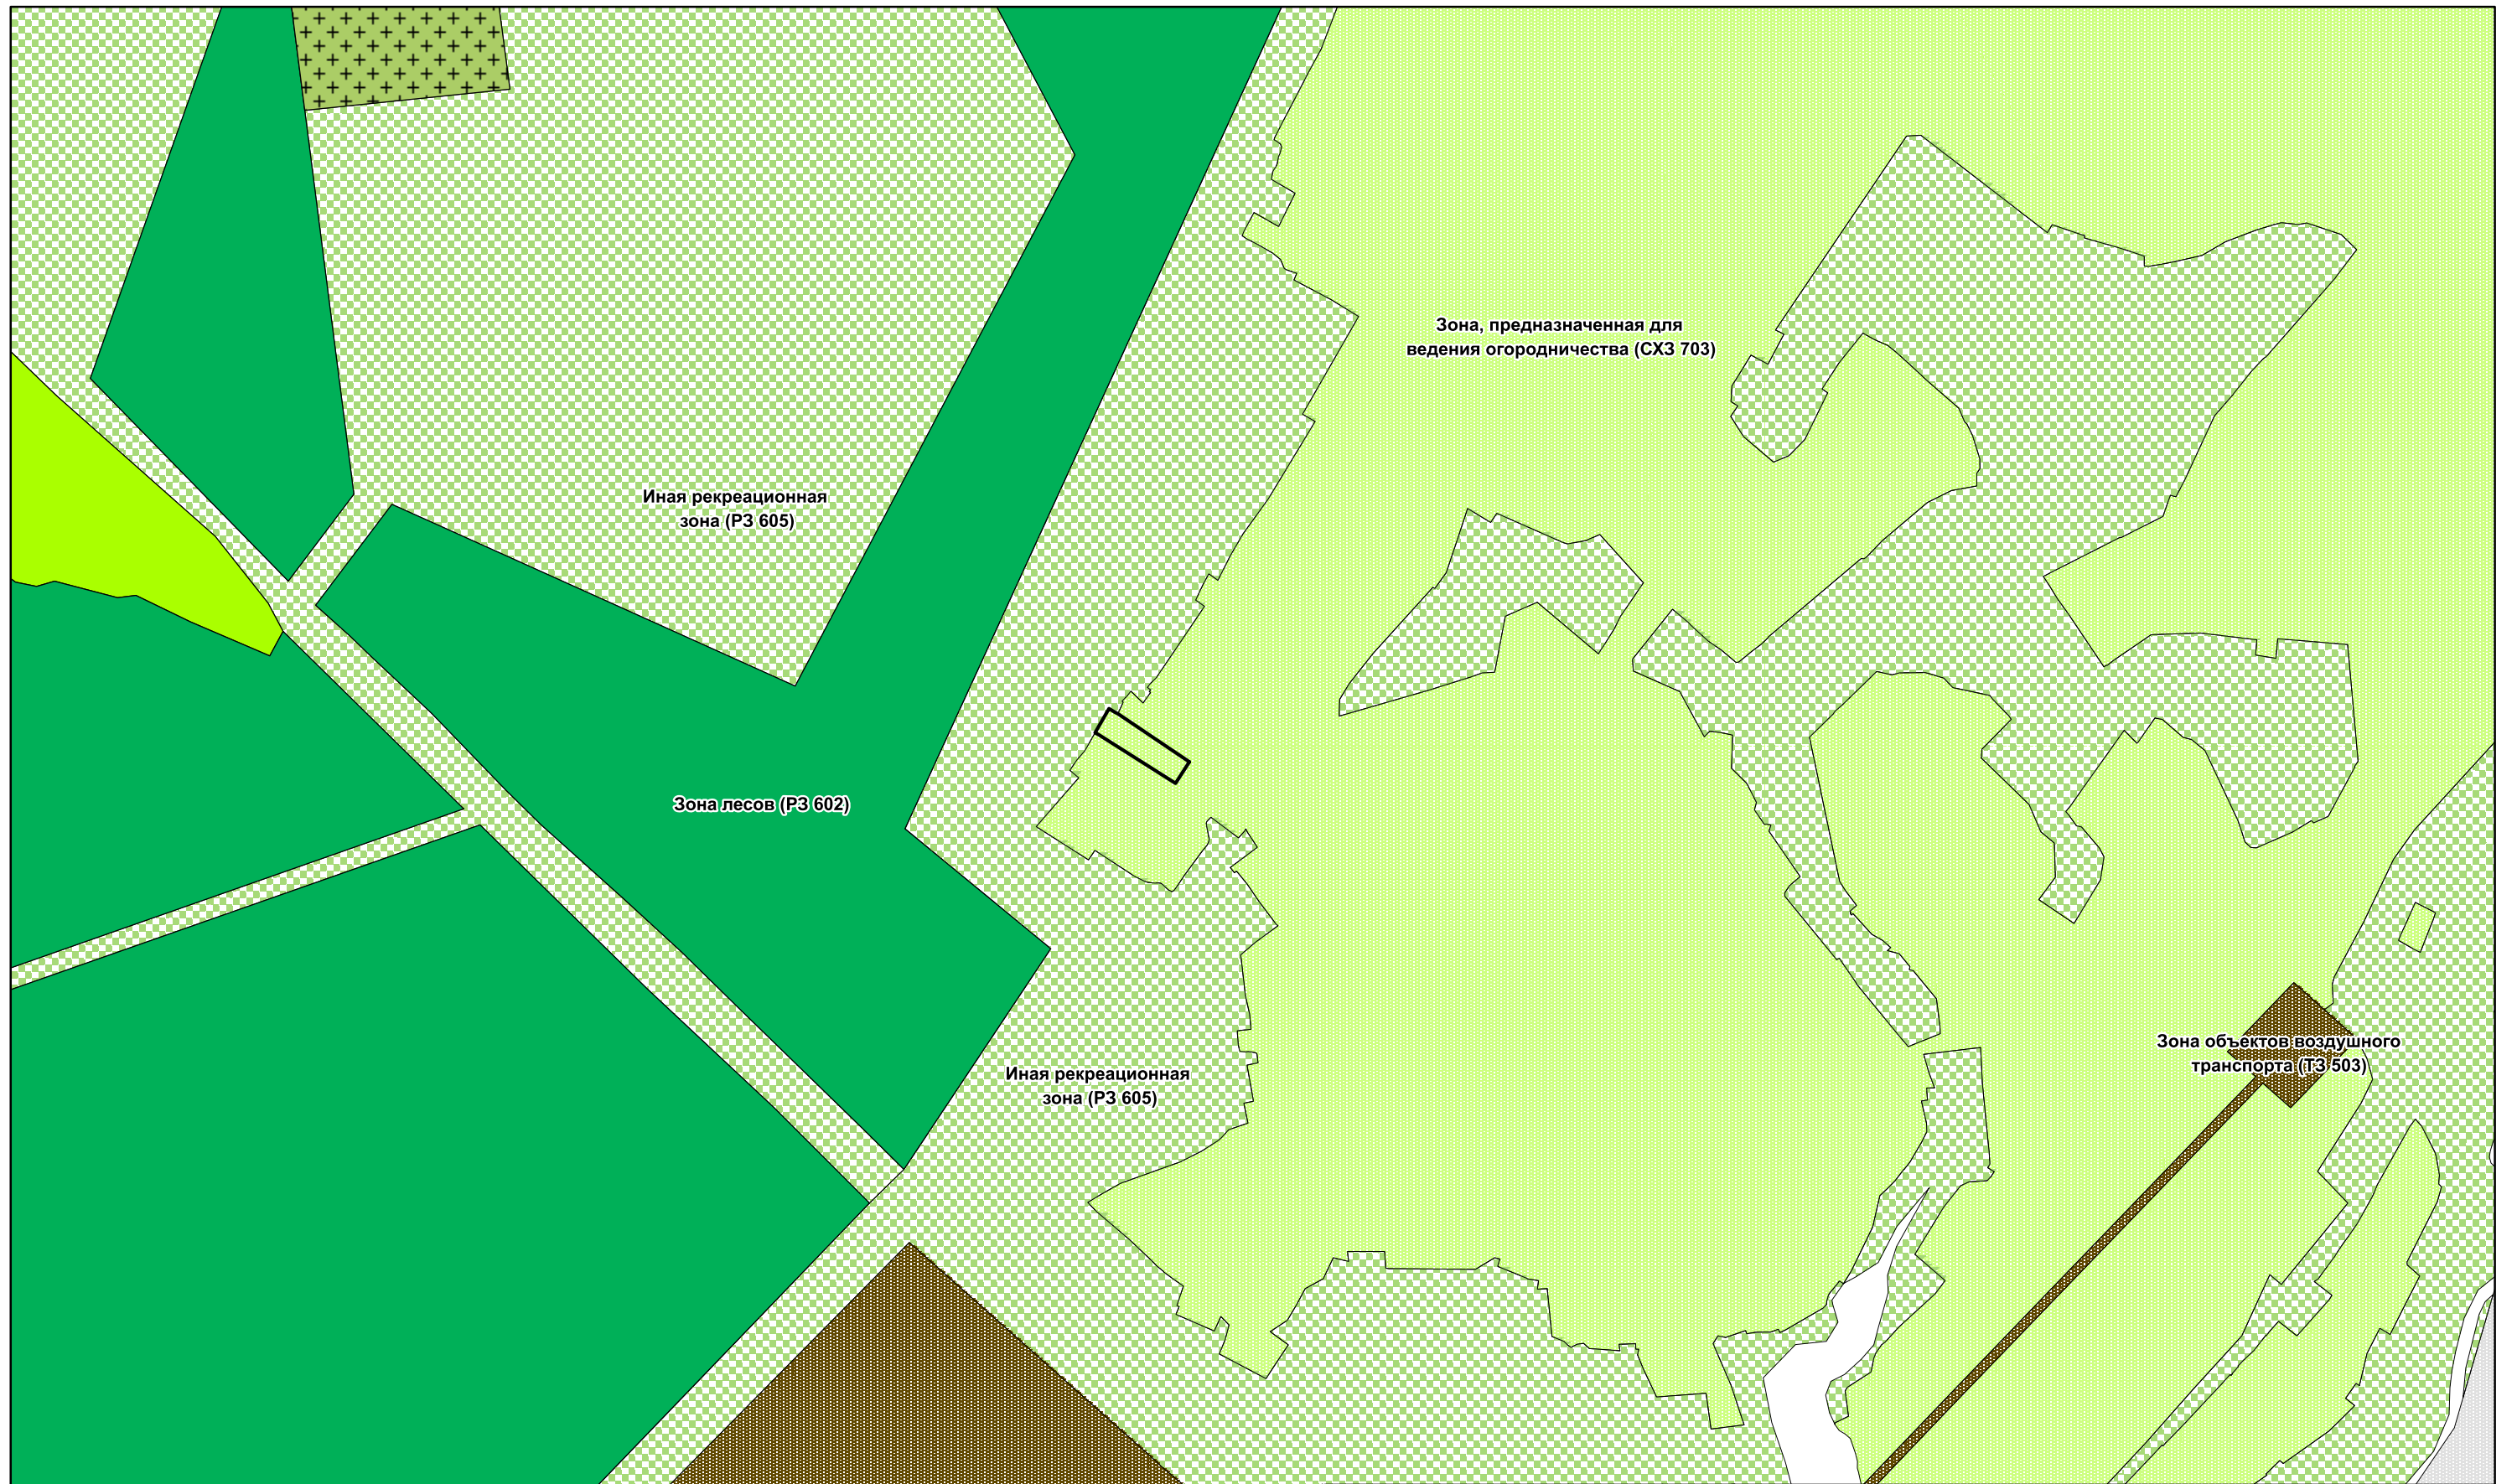 Зона, предназначенная для
ведения огородничества (СХЗ 703)
Иная рекреационная
зона (РЗ 605)
Зона лесов (РЗ 602)
Зона объектов воздушного
транспорта (ТЗ 503)
Иная рекреационная
зона (РЗ 605)